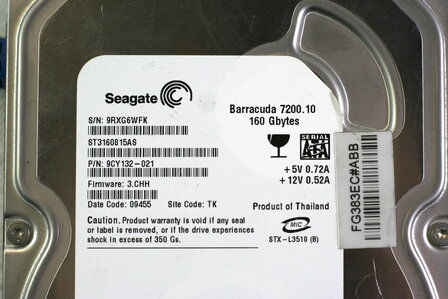 Seagate
S/N: 9RXG6WFK
ST3160815AS
P/N: 9CY132-021
Firmware: 3.CHH
Date Code: 09455 Site Code: TK
Caution. Product warranty is void if any seal
or label is removed, or if the drive experiences
shock in excess of 350 Gs.
Barracuda 7200.10
160 Gbytes
SERIAL
ATA
+5V 0.72A
+12V 0.52A
Product of Thailand
MIC
STX-L3510 (B)
FG383EC#ABB